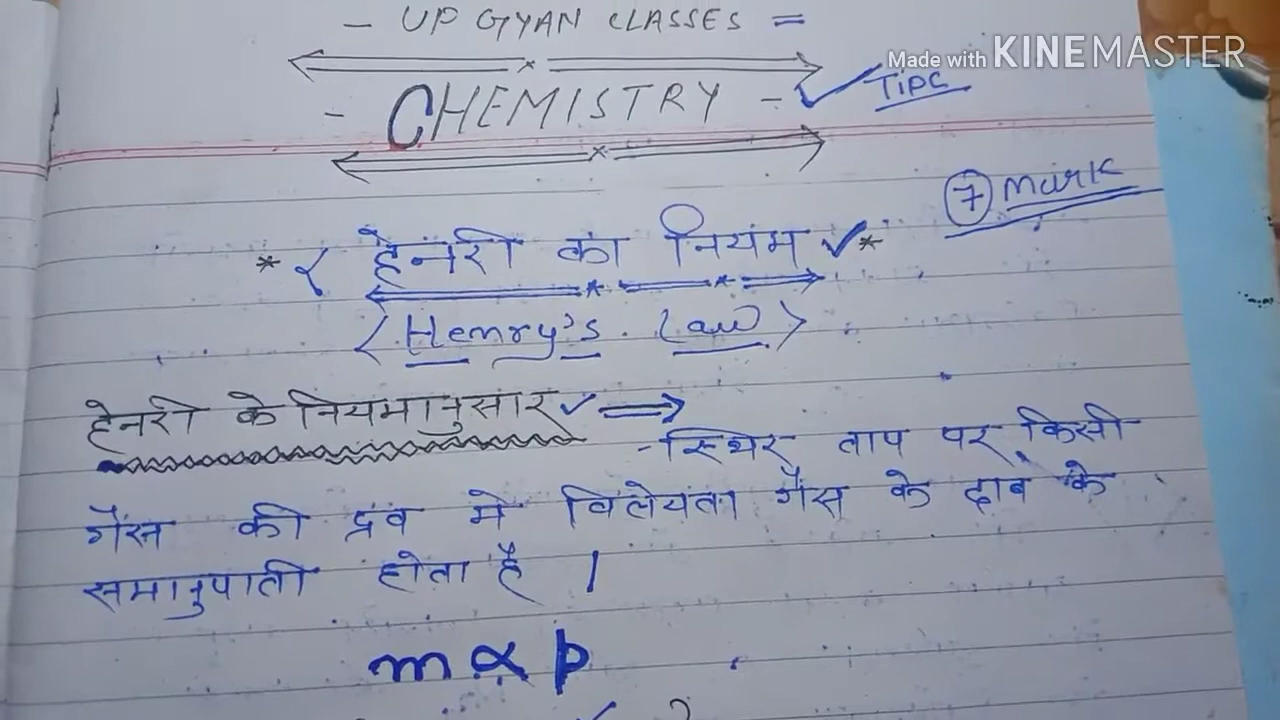 - UP GYAN CLASSES =
Made with KINEMASTER
- CHEMISTRY - Tips
7 mark
* हेनरी का नियम *
<Henry's. Law>
हेनरी के नियमानुसार ⇒
- स्थिर ताप पर किसी
गैस की द्रव मे विलेयता गैस के दाब के
समानुपाती होता है ।
m α p